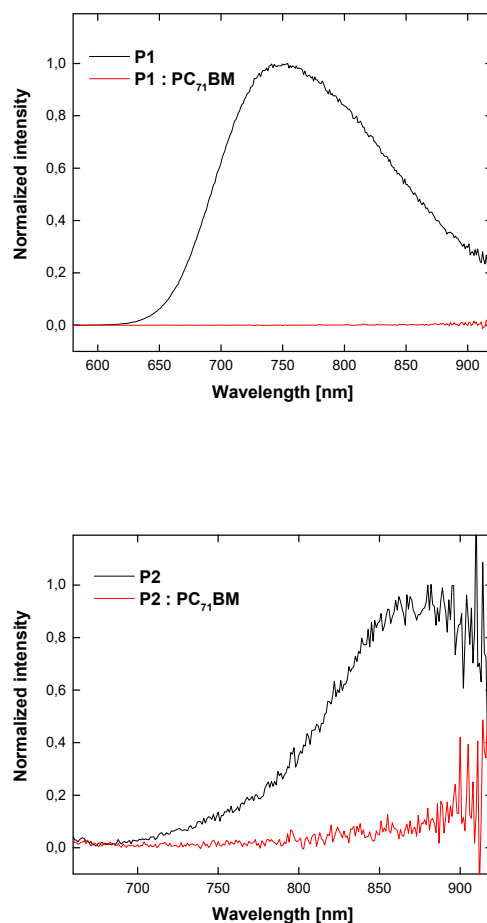 P1
P1 : PC71BM
Normalized intensity
1,0
0,8
0,6
0,4
0,2
0,0
600 650 700 750 800 850 900
Wavelength [nm]
P2
P2 : PC71BM
Normalized intensity
1,0
0,8
0,6
0,4
0,2
0,0
700 750 800 850 900
Wavelength [nm]